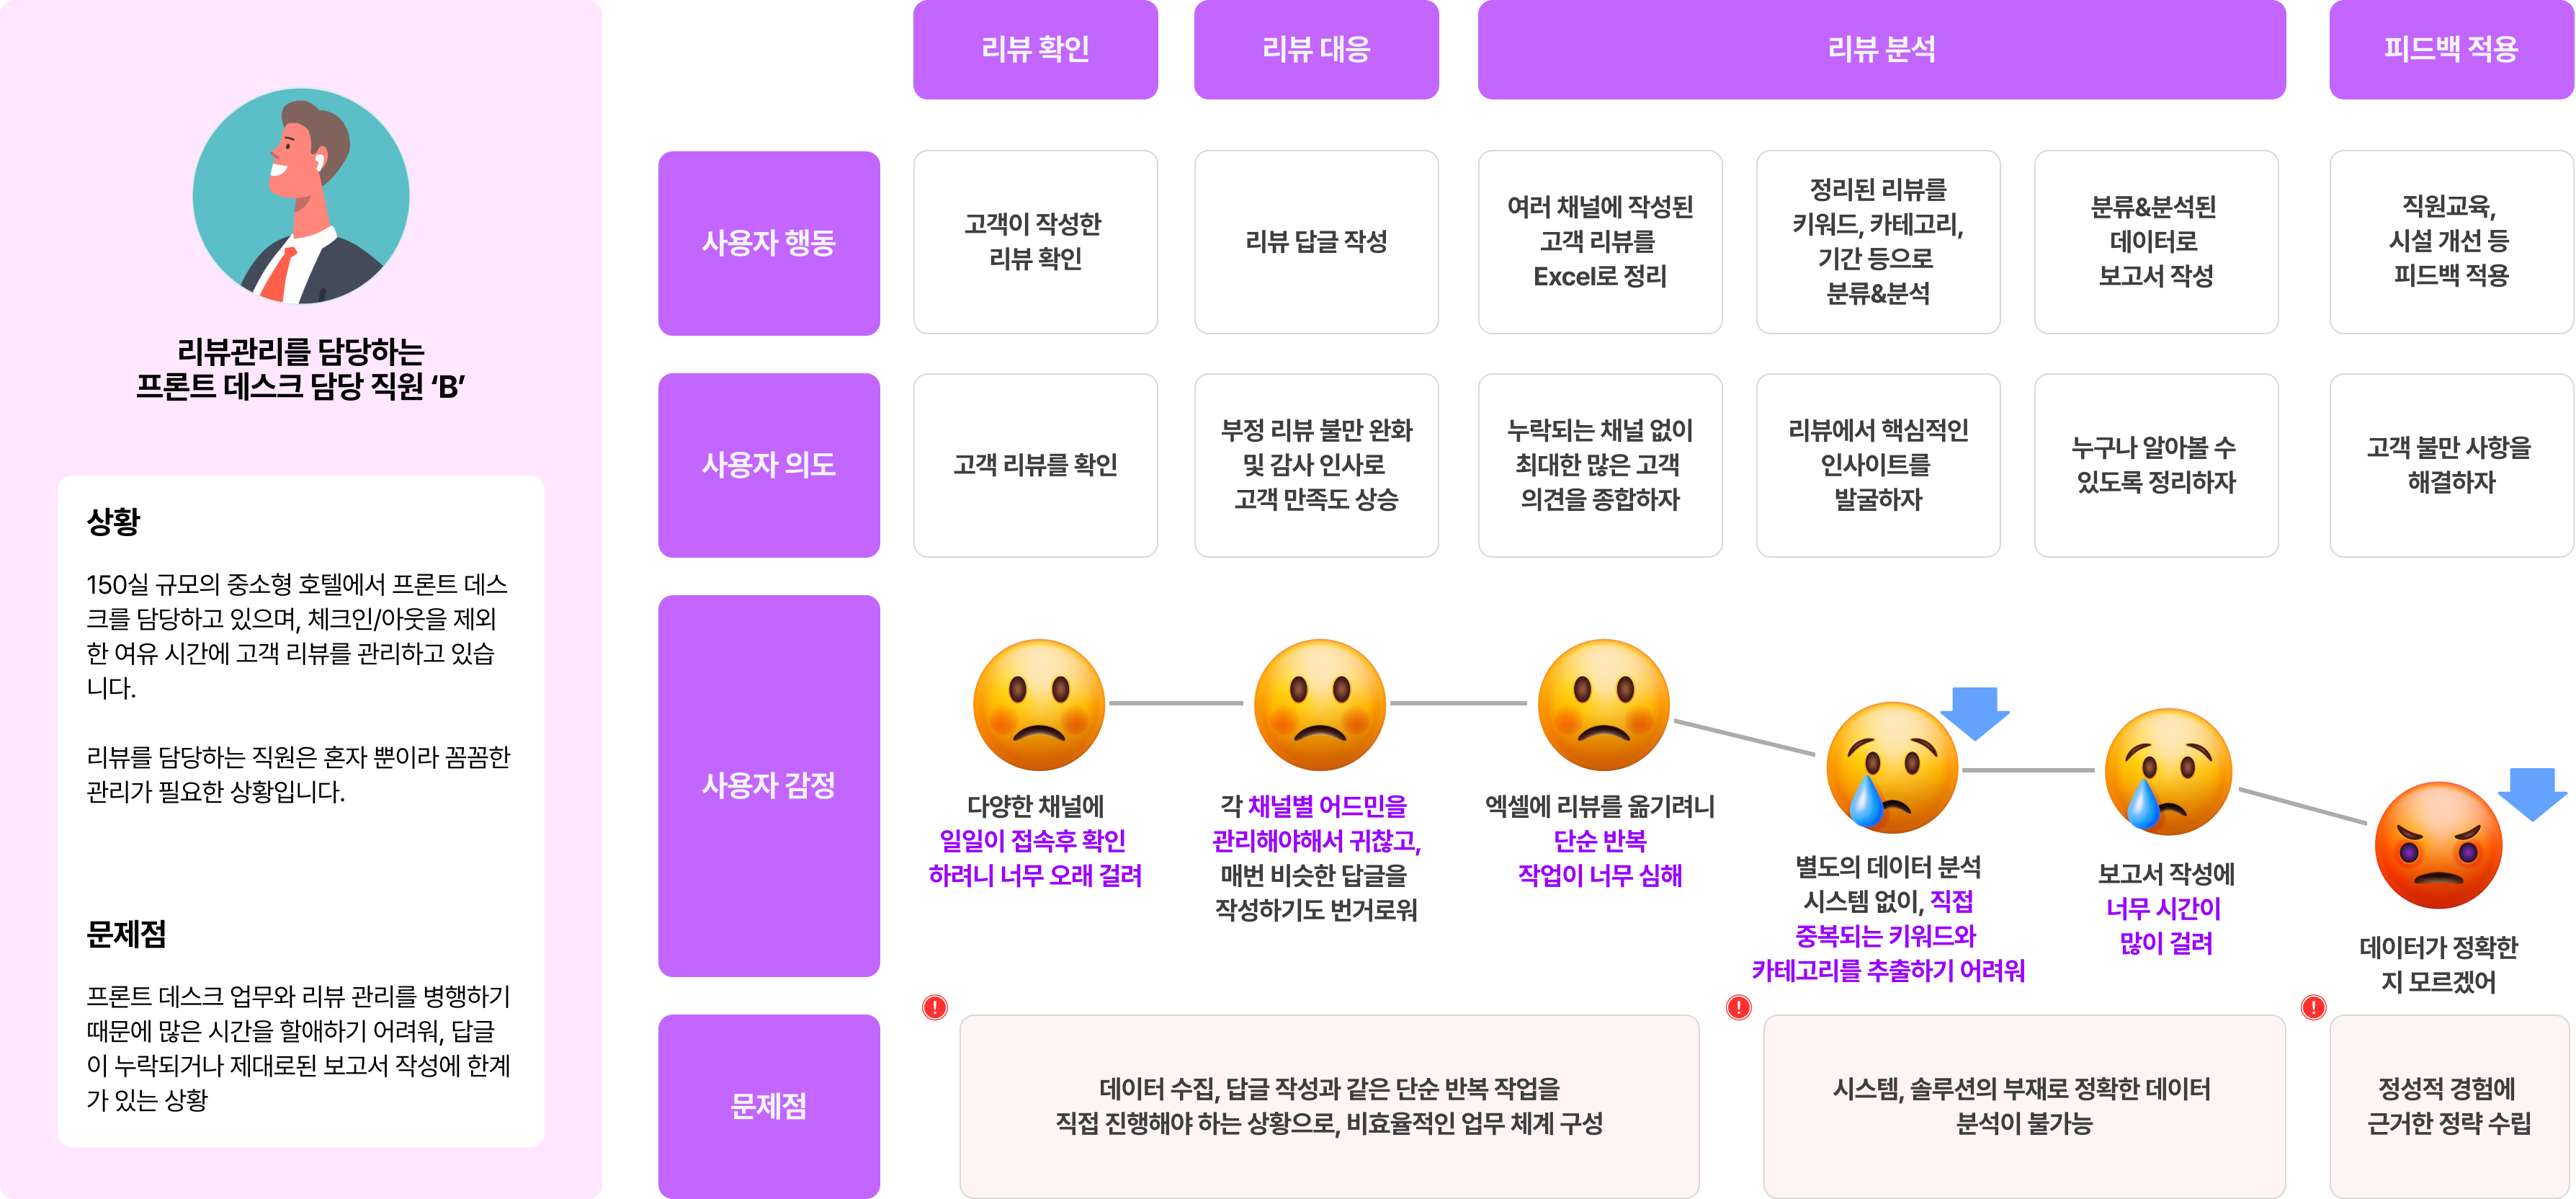 리뷰관리를 담당하는
프론트 데스크 담당 직원 ‘B’
상황
150실 규모의 중소형 호텔에서 프론트 데스
크를 담당하고 있으며, 체크인/아웃을 제외
한 여유 시간에 고객 리뷰를 관리하고 있습
니다.
리뷰를 담당하는 직원은 혼자 뿐이라 꼼꼼한
관리가 필요한 상황입니다.
문제점
프론트 데스크 업무와 리뷰 관리를 병행하기
때문에 많은 시간을 할애하기 어려워, 답글
이 누락되거나 제대로된 보고서 작성에 한계
가 있는 상황
리뷰 확인
리뷰 대응
리뷰 분석
피드백 적용
사용자 행동
고객이 작성한
리뷰 확인
리뷰 답글 작성
여러 채널에 작성된
고객 리뷰를
Excel로 정리
정리된 리뷰를
키워드, 카테고리,
기간 등으로
분류&분석
분류&분석된
데이터로
보고서 작성
직원교육,
시설 개선 등
피드백 적용
사용자 의도
고객 리뷰를 확인
부정 리뷰 불만 완화
및 감사 인사로
고객 만족도 상승
누락되는 채널 없이
최대한 많은 고객
의견을 종합하자
리뷰에서 핵심적인
인사이트를
발굴하자
누구나 알아볼 수
있도록 정리하자
고객 불만 사항을
해결하자
사용자 감정
다양한 채널에
일일이 접속후 확인
하려니 너무 오래 걸려
각 채널별 어드민을
관리해야해서 귀찮고,
매번 비슷한 답글을
작성하기도 번거로워
엑셀에 리뷰를 옮기려니
단순 반복
작업이 너무 심해
별도의 데이터 분석
시스템 없이, 직접
중복되는 키워드와
카테고리를 추출하기 어려워
보고서 작성에
너무 시간이
많이 걸려
데이터가 정확한
지 모르겠어
문제점
데이터 수집, 답글 작성과 같은 단순 반복 작업을
직접 진행해야 하는 상황으로, 비효율적인 업무 체계 구성
시스템, 솔루션의 부재로 정확한 데이터
분석이 불가능
정성적 경험에
근거한 정략 수립